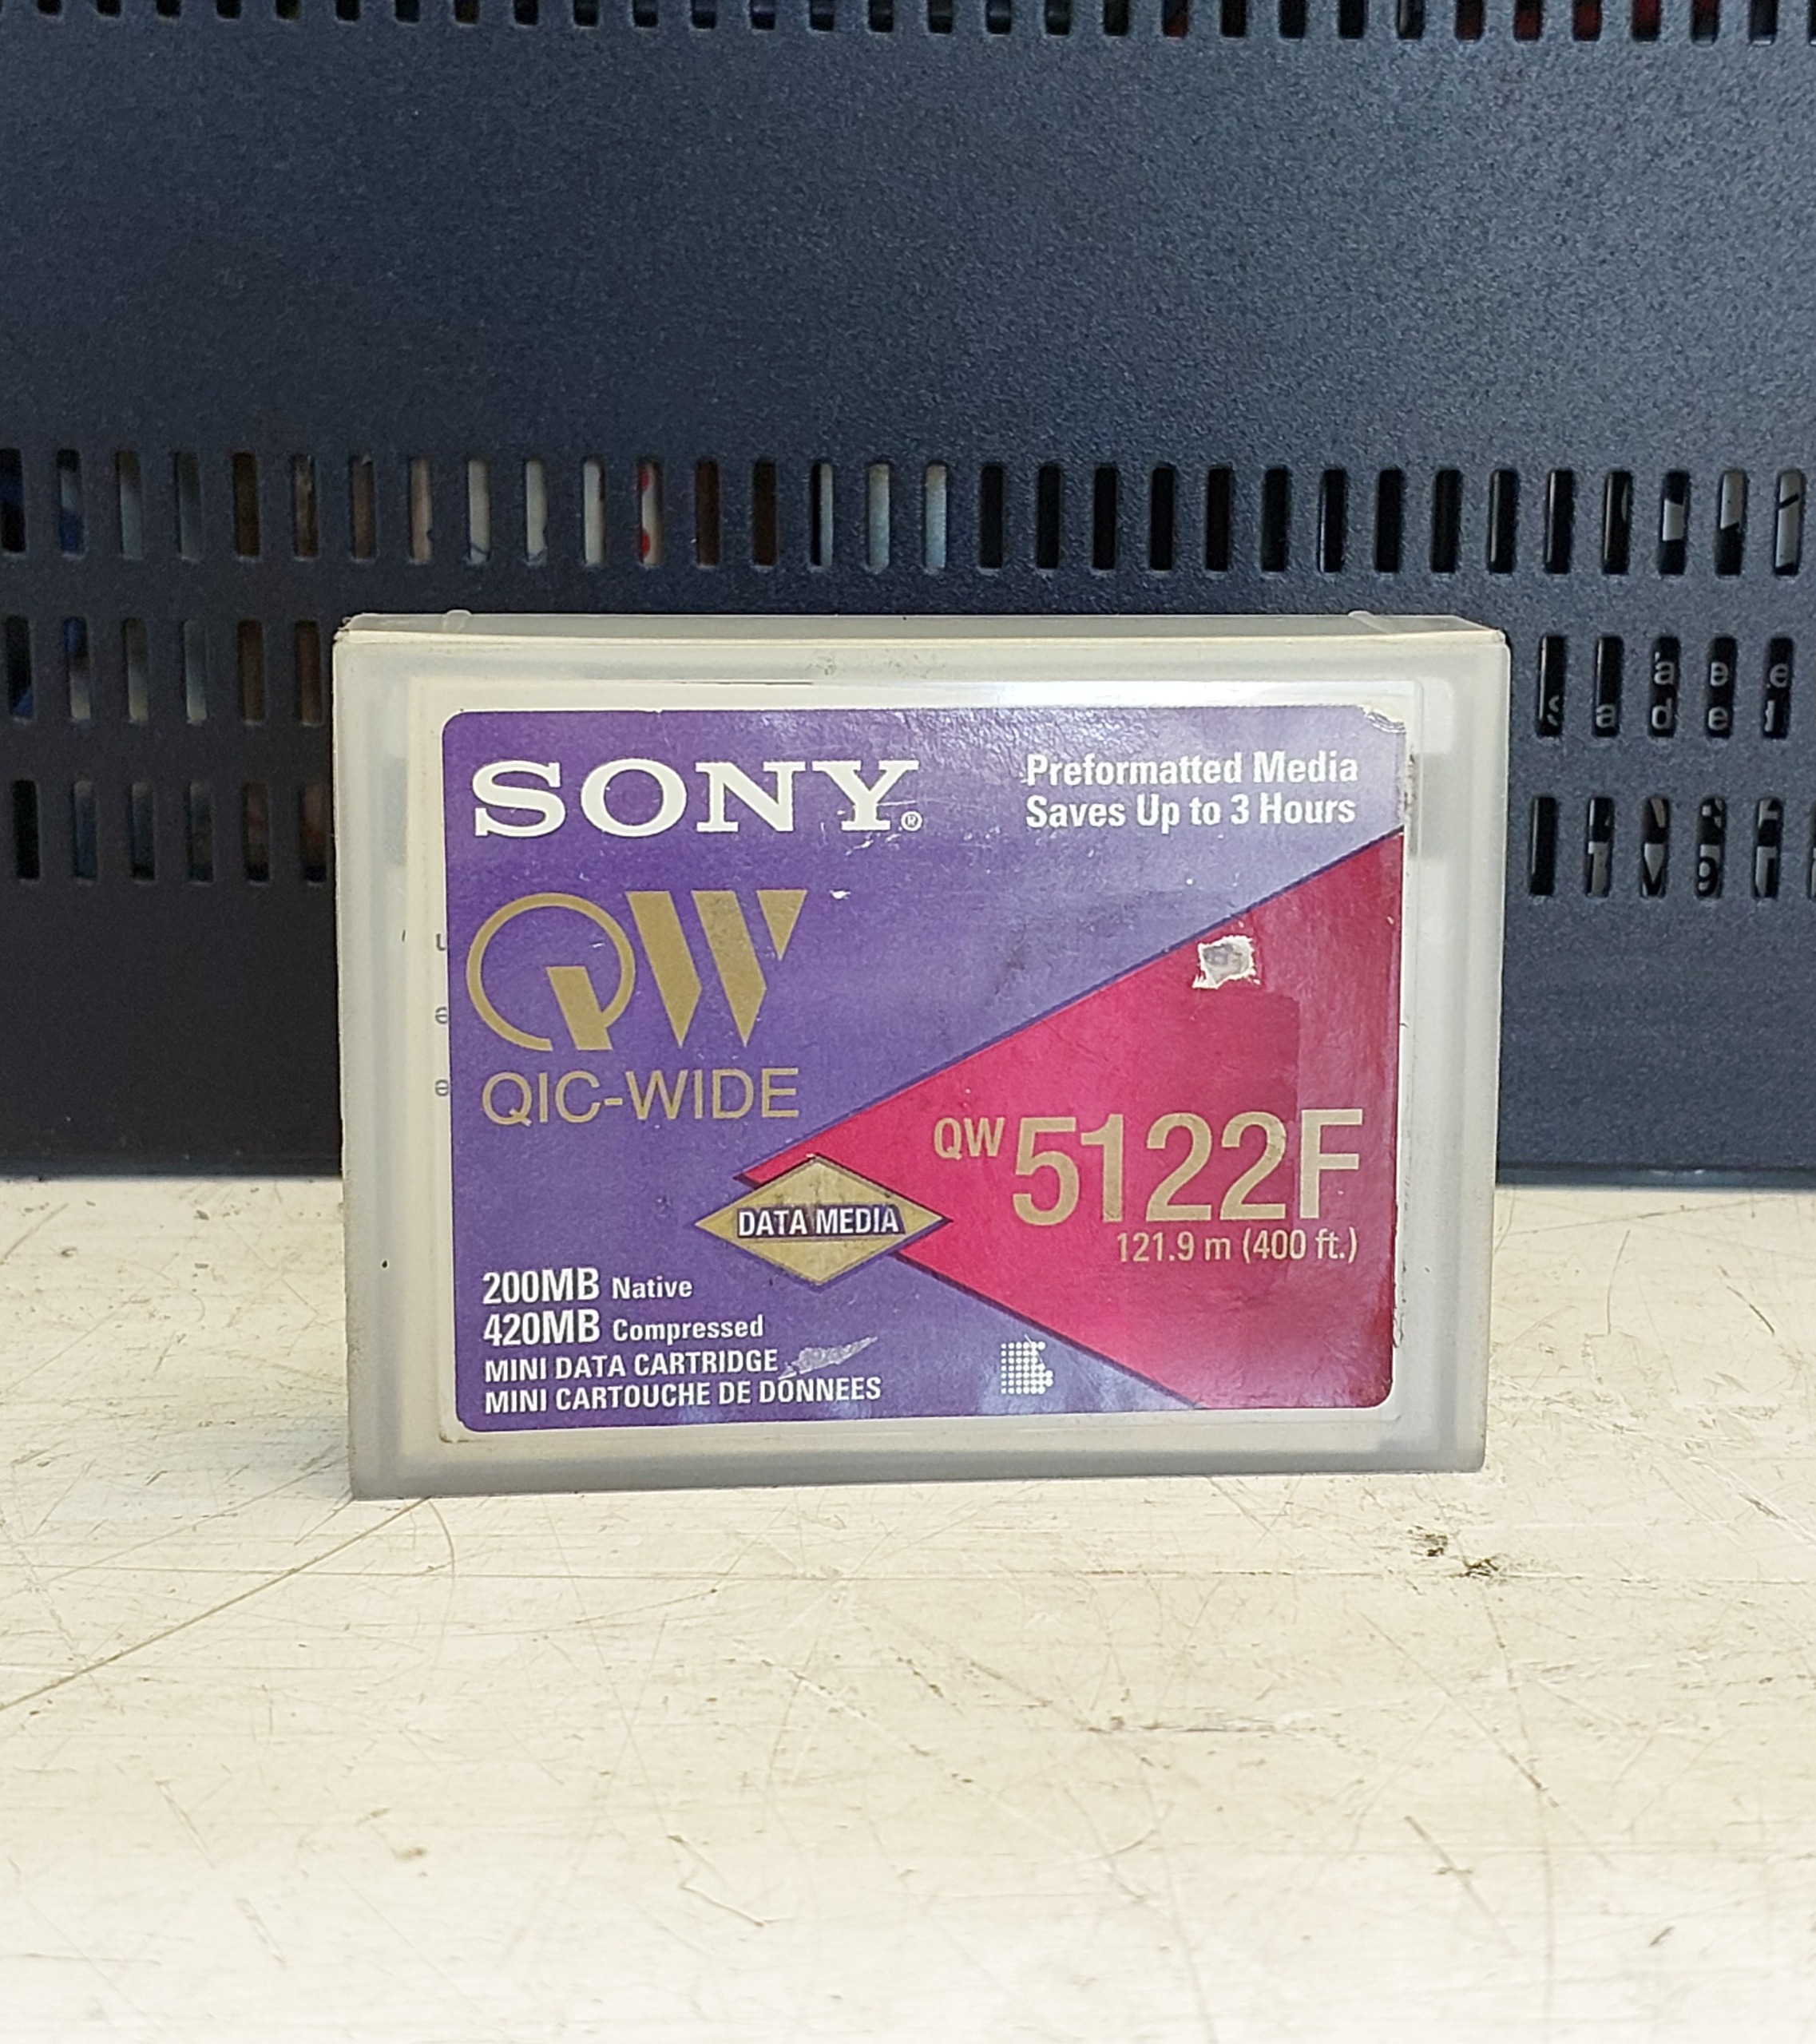 SONY®
Preformatted Media
Saves Up to 3 Hours
QW
QIC-WIDE
QW 5122F
121.9 m (400 ft.)
DATA MEDIA
200MB Native
420MB Compressed
MINI DATA CARTRIDGE
MINI CARTOUCHE DE DONNEES